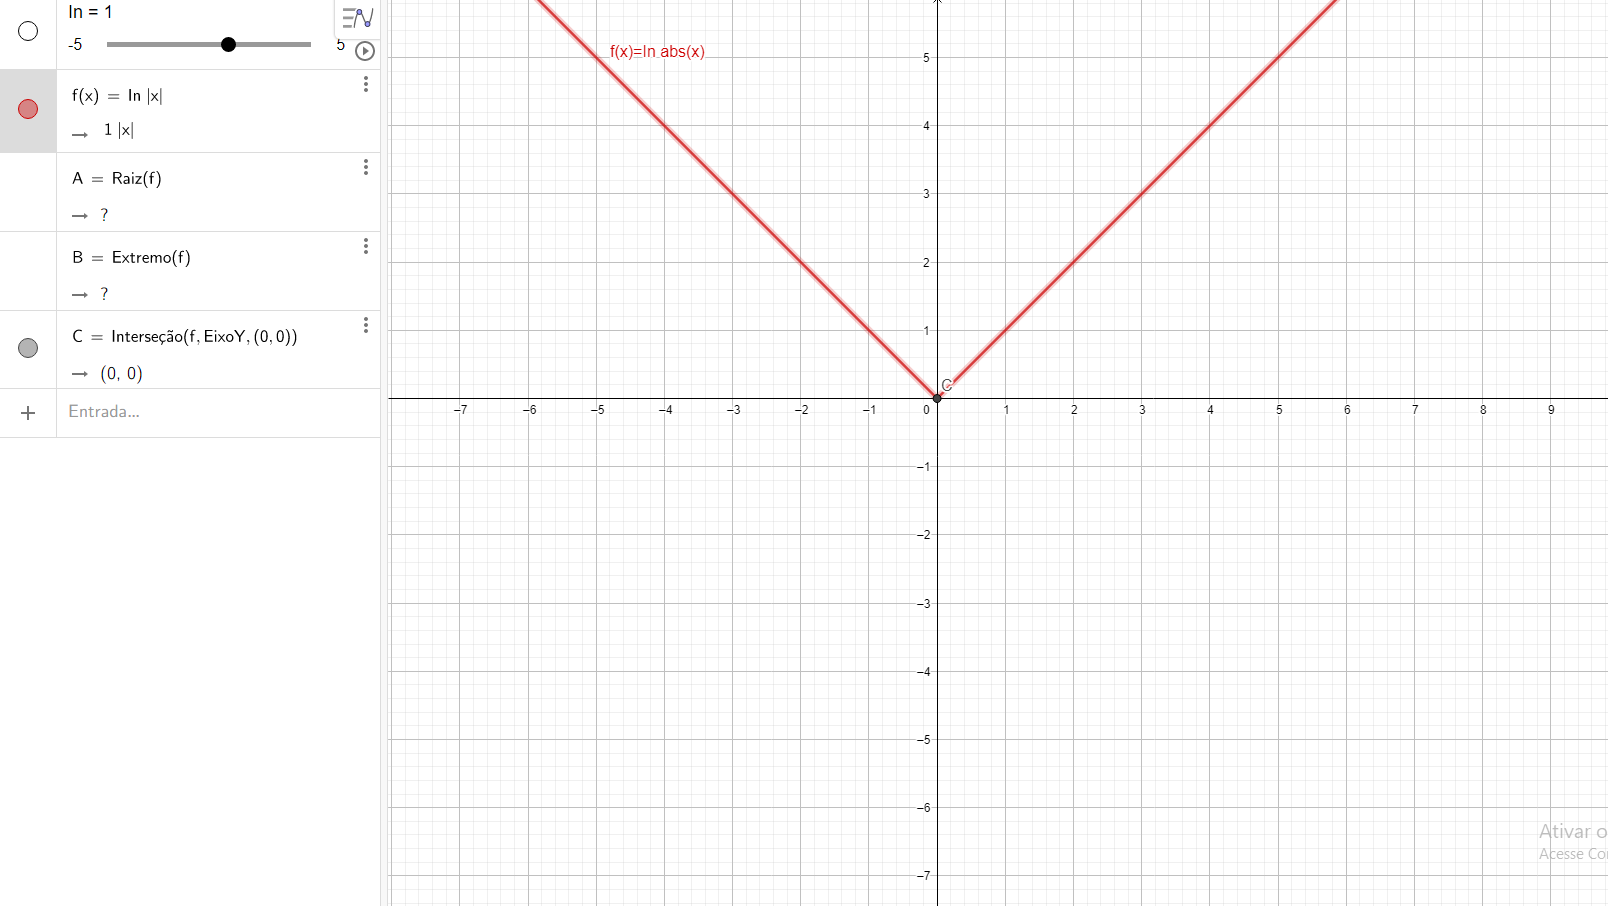 ln = 1
-5
5
f(x) = ln |x|
→ 1 |x|
A = Raiz(f)
→ ?
B = Extremo(f)
→ ?
C = Interseção(f, EixoY, (0, 0))
→ (0, 0)
+ Entrada...
f(x)=ln abs(x)
5
4
3
2
1
C
–7 –6 –5 –4 –3 –2 –1 0 1 2 3 4 5 6 7 8 9
–1
–2
–3
–4
–5
–6
–7
Ativar o
Acesse Co